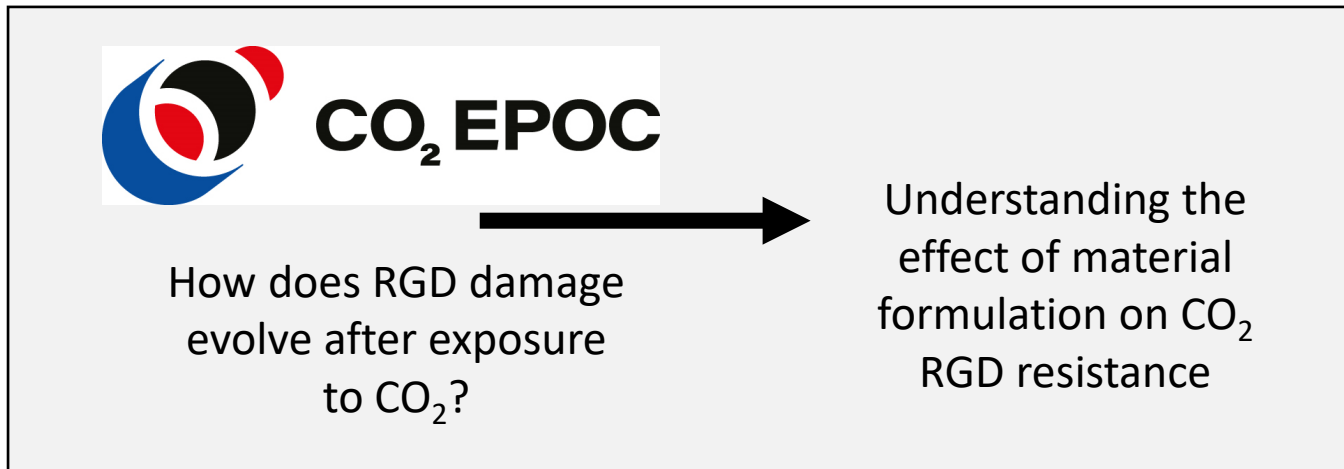 CO₂ EPOC
How does RGD damage
evolve after exposure
to CO₂?
Understanding the
effect of material
formulation on CO₂
RGD resistance